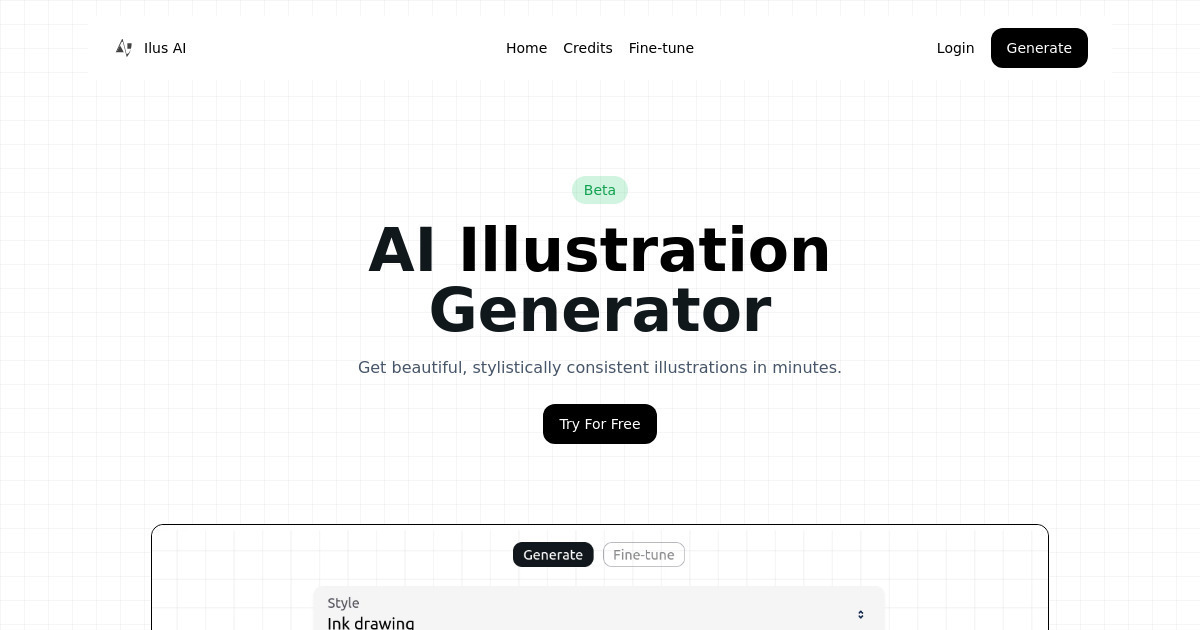 Ilus AI
Home Credits Fine-tune
Login Generate
Beta
AI Illustration
Generator
Get beautiful, stylistically consistent illustrations in minutes.
Try For Free
Generate Fine-tune
Style
Ink drawing